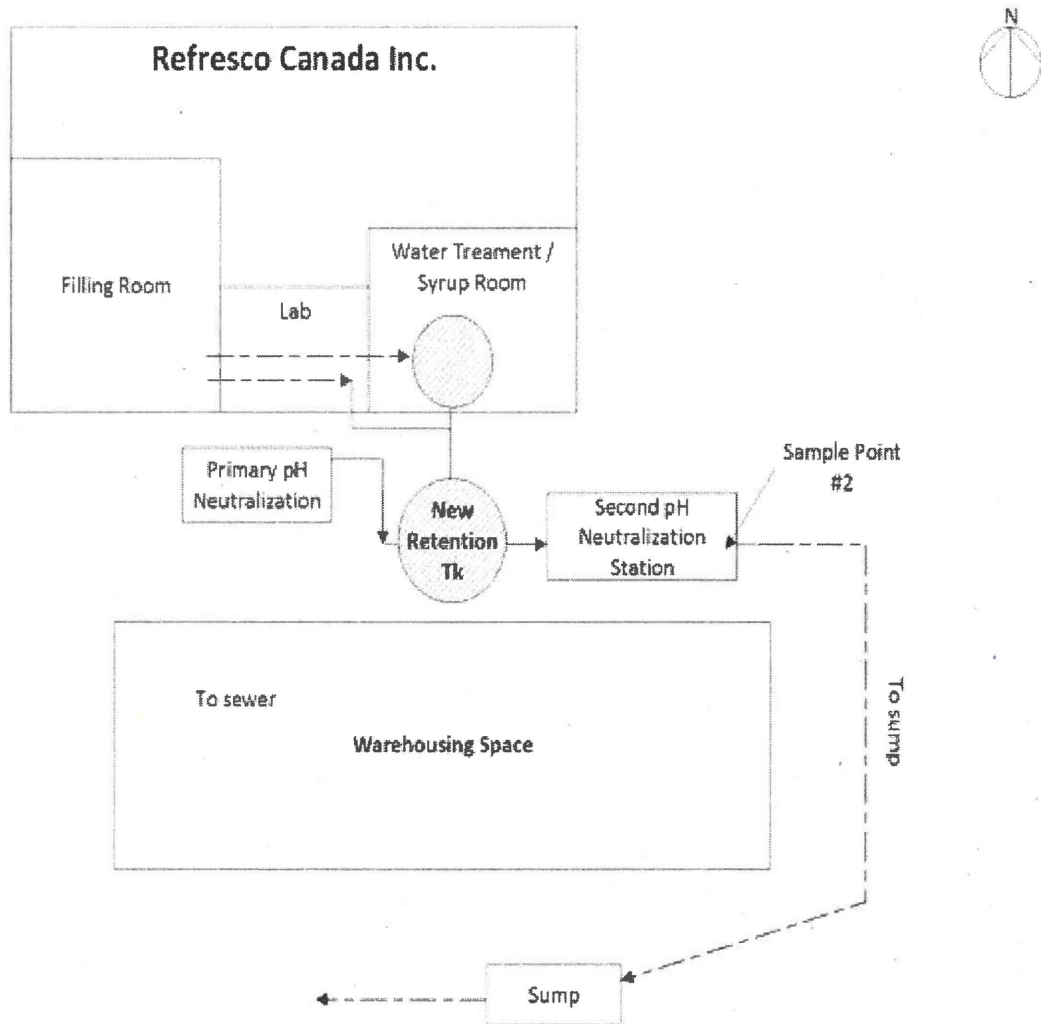 N
Refresco Canada Inc.
Filling Room
Lab
Water Treament /
Syrup Room
Primary pH
Neutralization
New
Retention
Tk
Second pH
Neutralization
Station
Sample Point
#2
To sewer
Warehousing Space
To sump
Sump